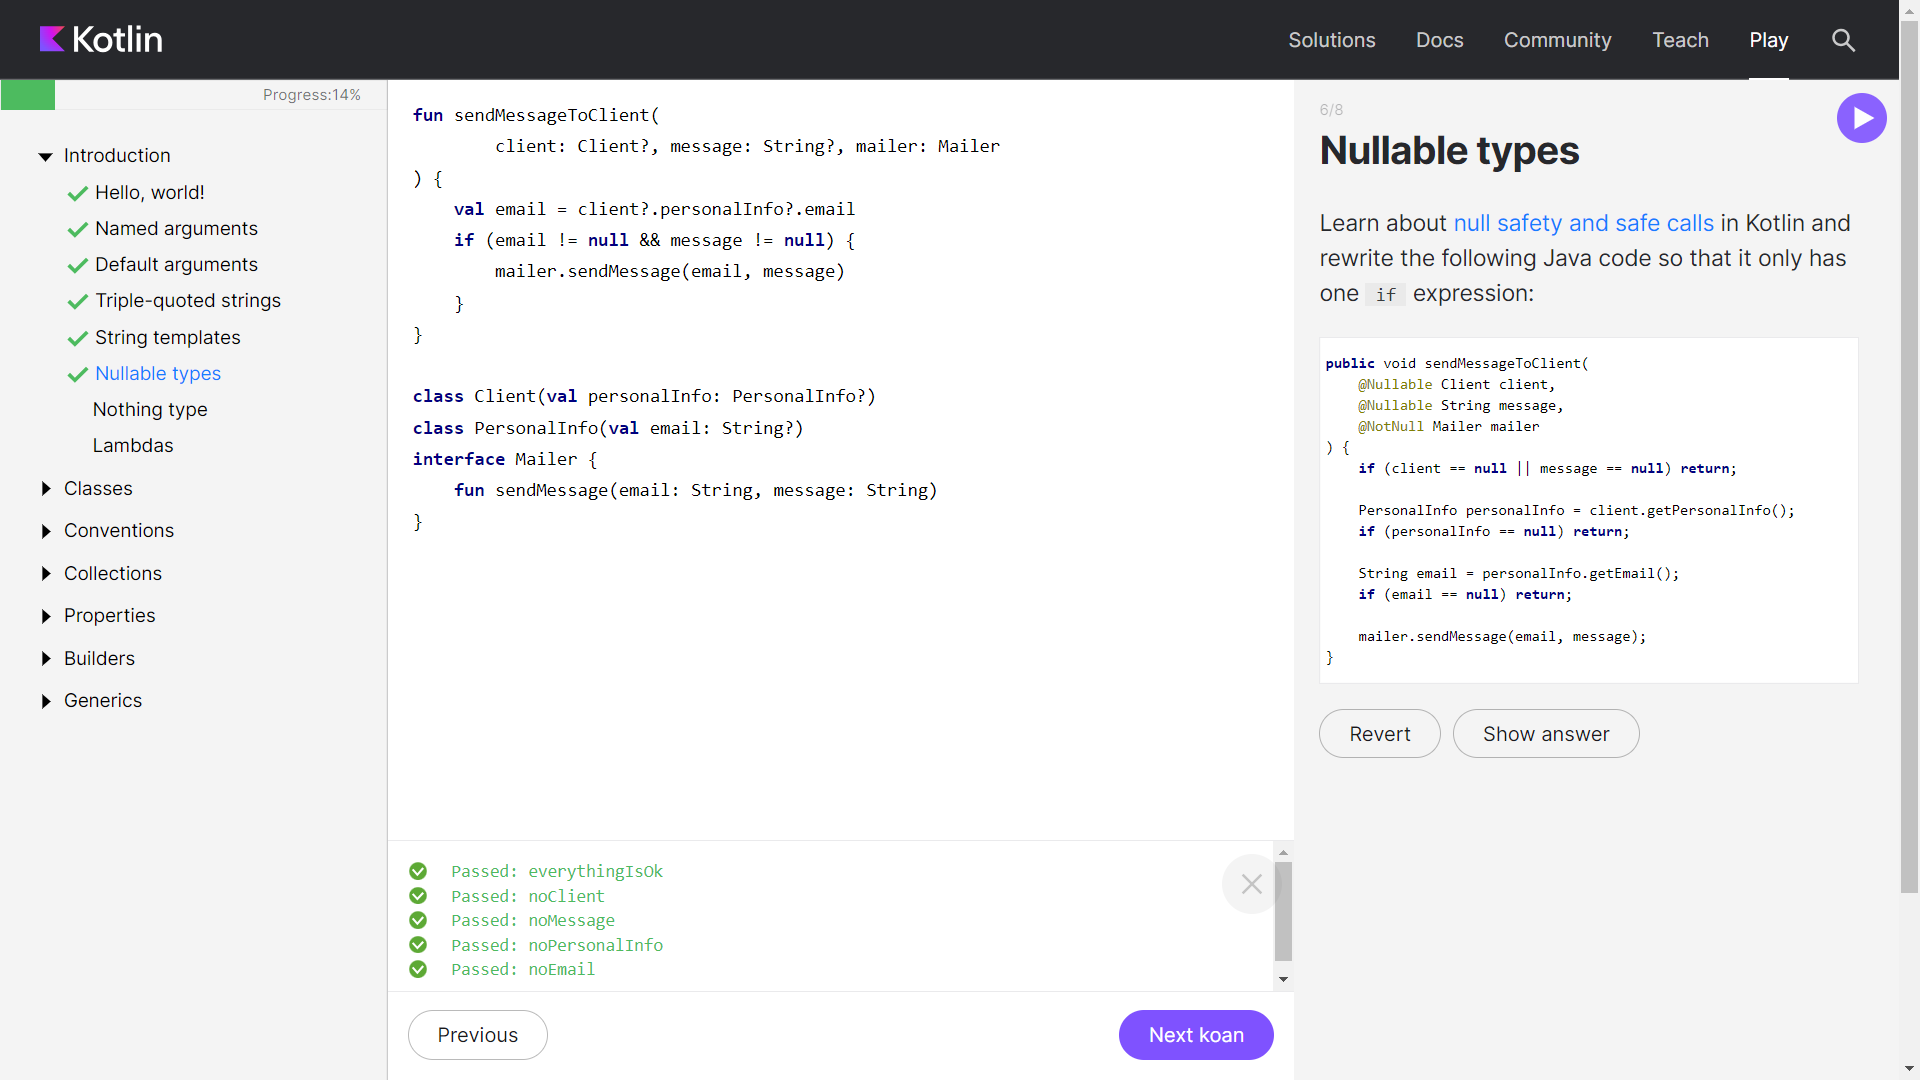 Kotlin
Solutions
Docs
Community
Teach
Play
Progress:14%
Introduction
Hello, world!
Named arguments
Default arguments
Triple-quoted strings
String templates
Nullable types
Nothing type
Lambdas
Classes
Conventions
Collections
Properties
Builders
Generics
fun sendMessageToClient(
        client: Client?, message: String?, mailer: Mailer
) {
    val email = client?.personalInfo?.email
    if (email != null && message != null) {
        mailer.sendMessage(email, message)
    }
}

class Client(val personalInfo: PersonalInfo?)
class PersonalInfo(val email: String?)
interface Mailer {
    fun sendMessage(email: String, message: String)
}
Passed: everythingIsOk
Passed: noClient
Passed: noMessage
Passed: noPersonalInfo
Passed: noEmail
Previous
Next koan
6/8
Nullable types
Learn about null safety and safe calls in Kotlin and
rewrite the following Java code so that it only has
one if expression:
public void sendMessageToClient(
    @Nullable Client client,
    @Nullable String message,
    @NotNull Mailer mailer
) {
    if (client == null || message == null) return;

    PersonalInfo personalInfo = client.getPersonalInfo();
    if (personalInfo == null) return;

    String email = personalInfo.getEmail();
    if (email == null) return;

    mailer.sendMessage(email, message);
}
Revert
Show answer